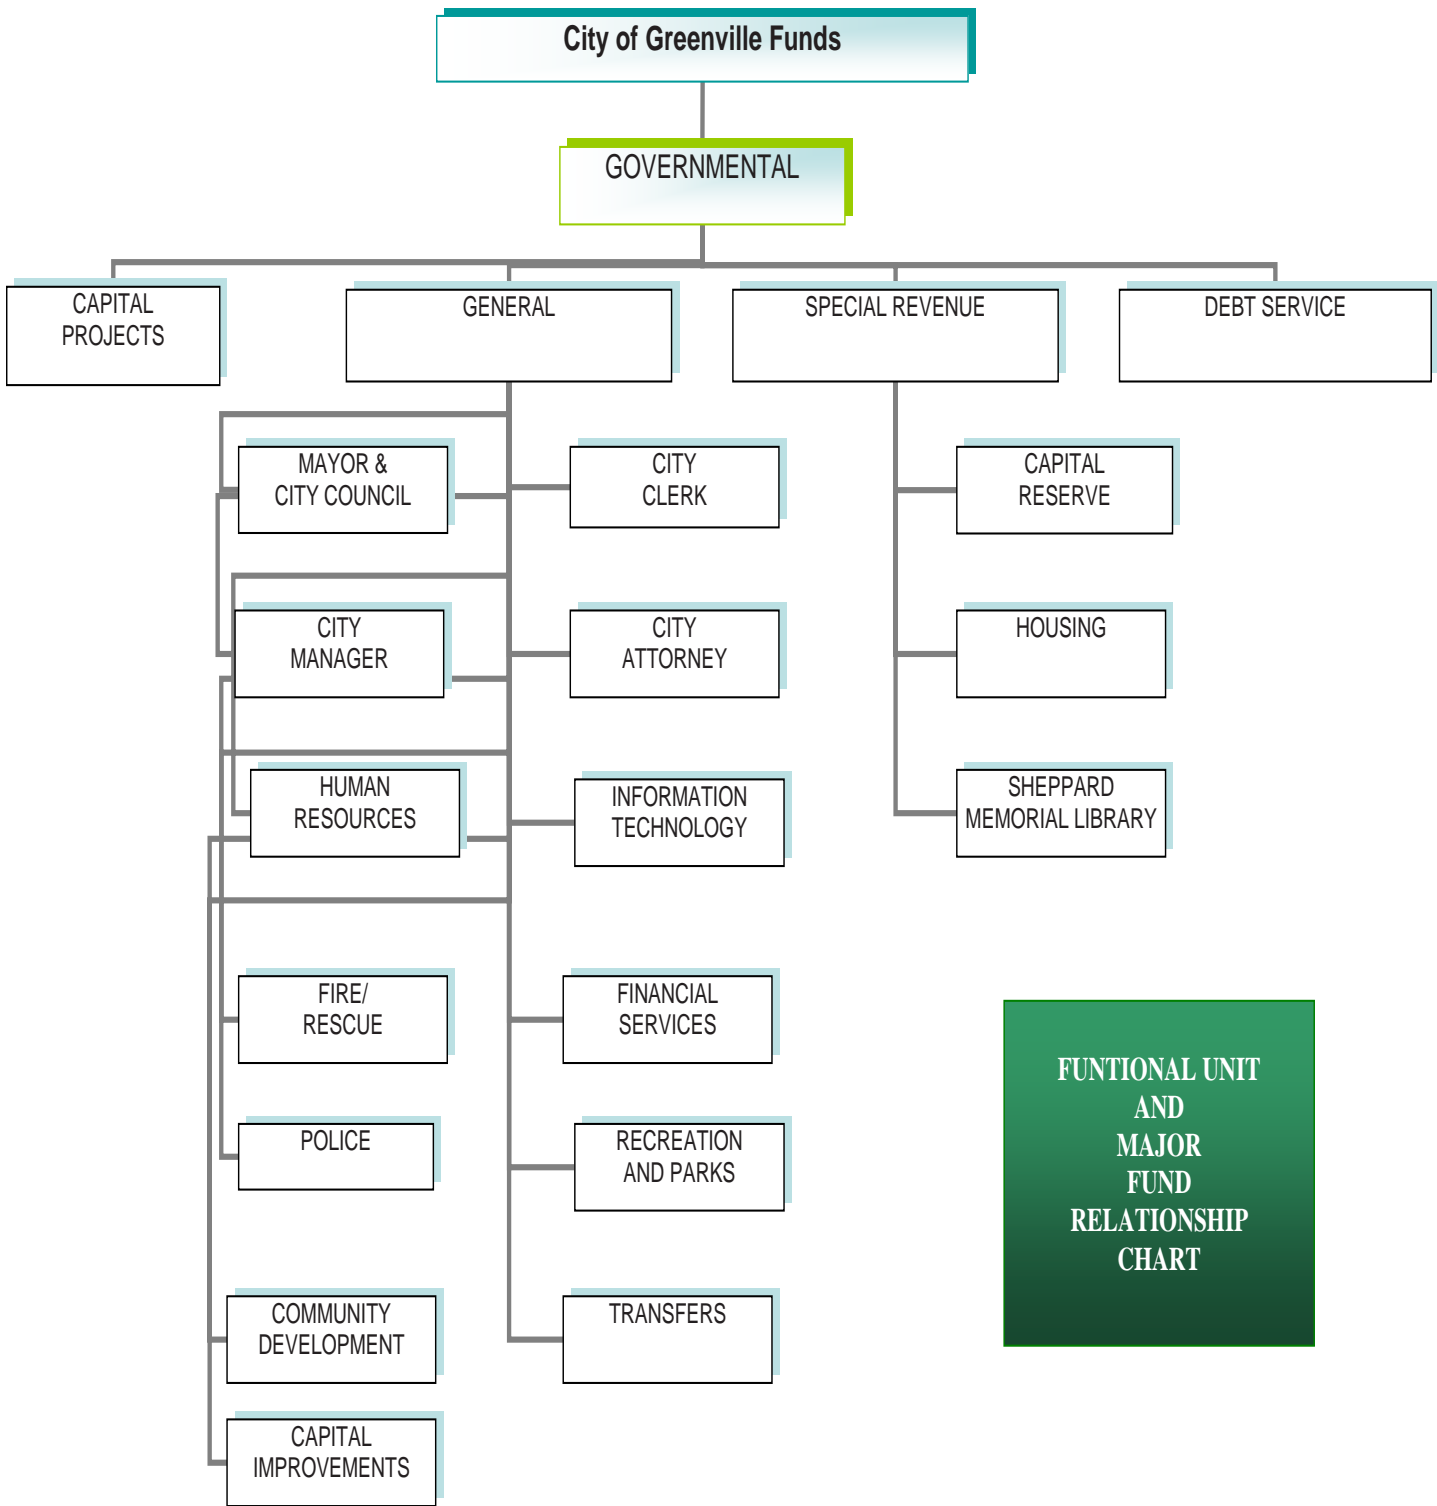 City of Greenville Funds
GOVERNMENTAL
CAPITAL
PROJECTS
GENERAL
SPECIAL REVENUE
DEBT SERVICE
MAYOR &
CITY COUNCIL
CITY
CLERK
CAPITAL
RESERVE
CITY
MANAGER
CITY
ATTORNEY
HOUSING
HUMAN
RESOURCES
INFORMATION
TECHNOLOGY
SHEPPARD
MEMORIAL LIBRARY
FIRE/
RESCUE
FINANCIAL
SERVICES
POLICE
RECREATION
AND PARKS
COMMUNITY
DEVELOPMENT
TRANSFERS
CAPITAL
IMPROVEMENTS
FUNTIONAL UNIT
AND
MAJOR
FUND
RELATIONSHIP
CHART